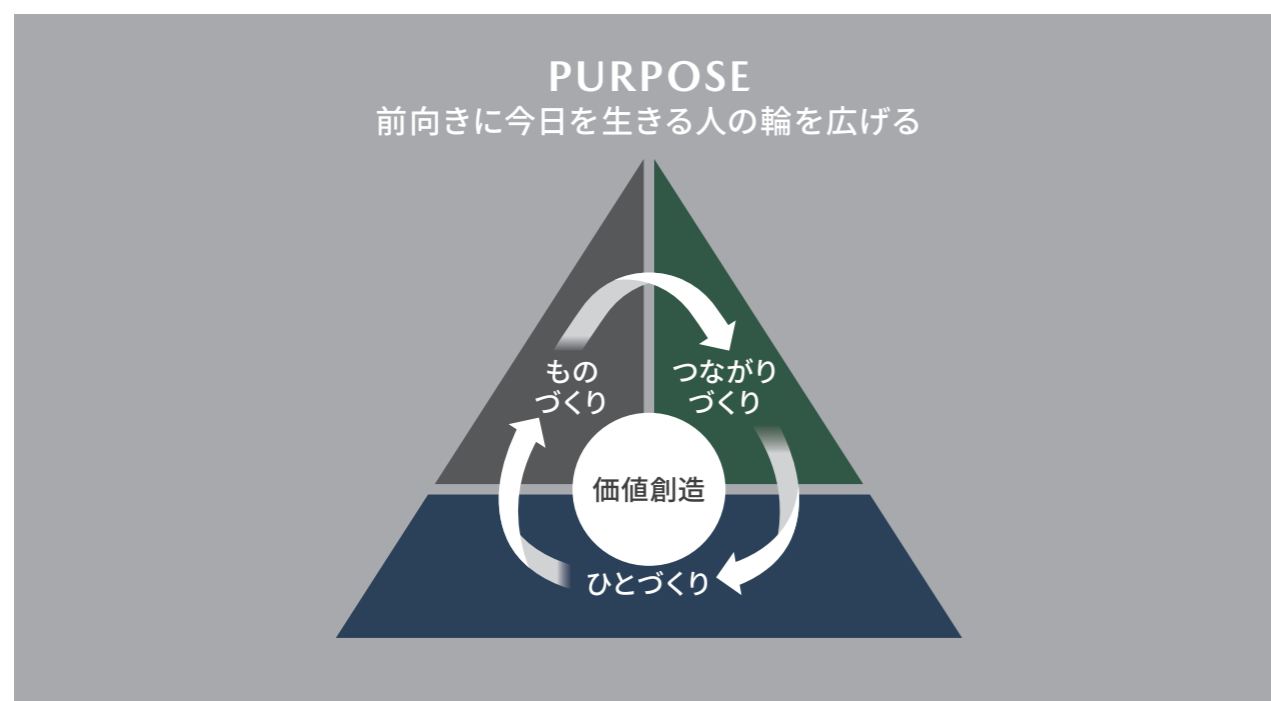 PURPOSE
前向きに今日を生きる人の輪を広げる
もの
づくり
つながり
づくり
価値創造
ひとづくり